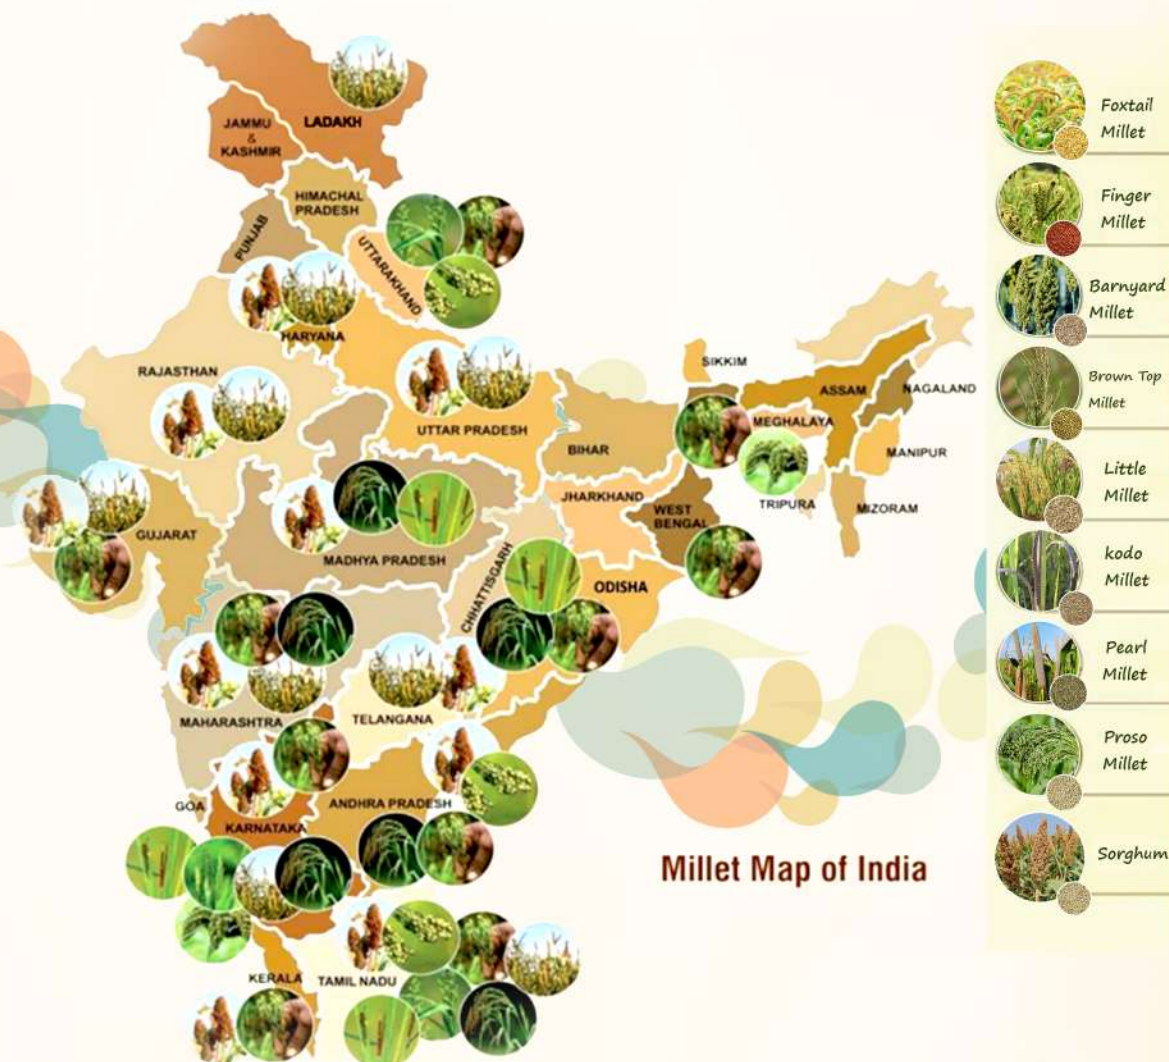 LADAKH
JAMMU
&
KASHMIR
HIMACHAL
PRADESH
PUNJAB
UTTARAKHAND
HARYANA
RAJASTHAN
UTTAR PRADESH
SIKKIM
ASSAM
NAGALAND
MEGHALAYA
BIHAR
MANIPUR
JHARKHAND
TRIPURA
MIZORAM
WEST
BENGAL
GUJARAT
MADHYA PRADESH
CHHATTISGARH
ODISHA
MAHARASHTRA
TELANGANA
GOA
ANDHRA PRADESH
KARNATAKA
KERALA
TAMIL NADU
Millet Map of India
Foxtail
Millet
Finger
Millet
Barnyard
Millet
Brown Top
Millet
Little
Millet
kodo
Millet
Pearl
Millet
Proso
Millet
Sorghum